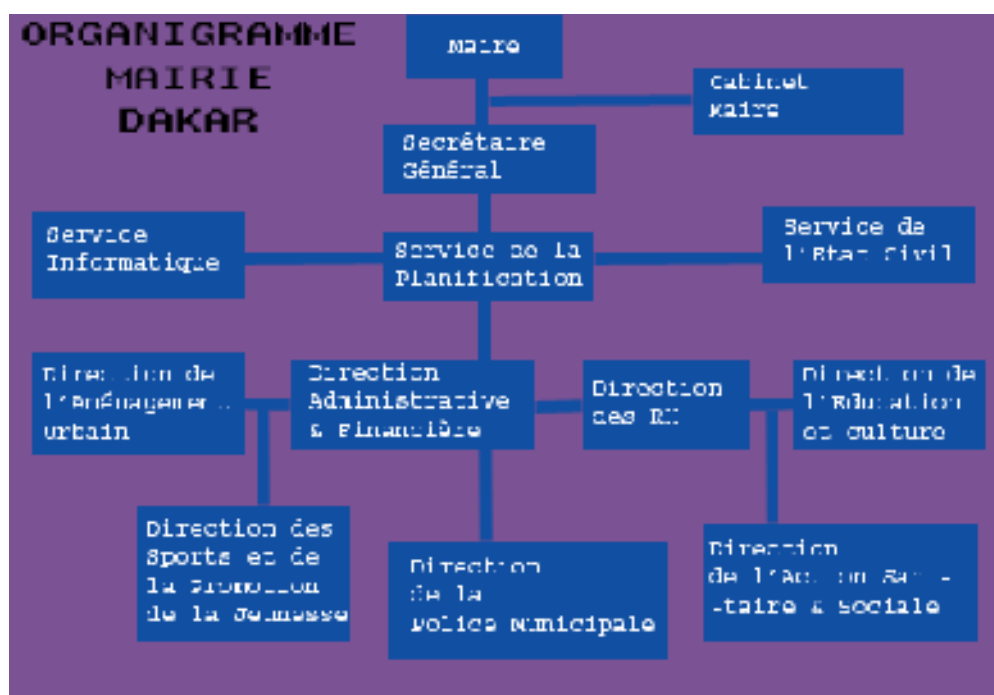 ORGANIGRAMME
MAIRIE
DAKAR
Maire
Cabinet
Maire
Secrétaire
Général
Service
Informatique
Service de la
Planification
Service de
l'Etat Civil
Direction de
l'Aménagement
urbain
Direction
Administrative
& Financière
Direction
des RH
Direction de
l'Education
et culture
Direction des
Sports et de
la Promotion
de la Jeunesse
Direction
de la
Police Municipale
Direction
de l'Action Sani-
-taire & Sociale